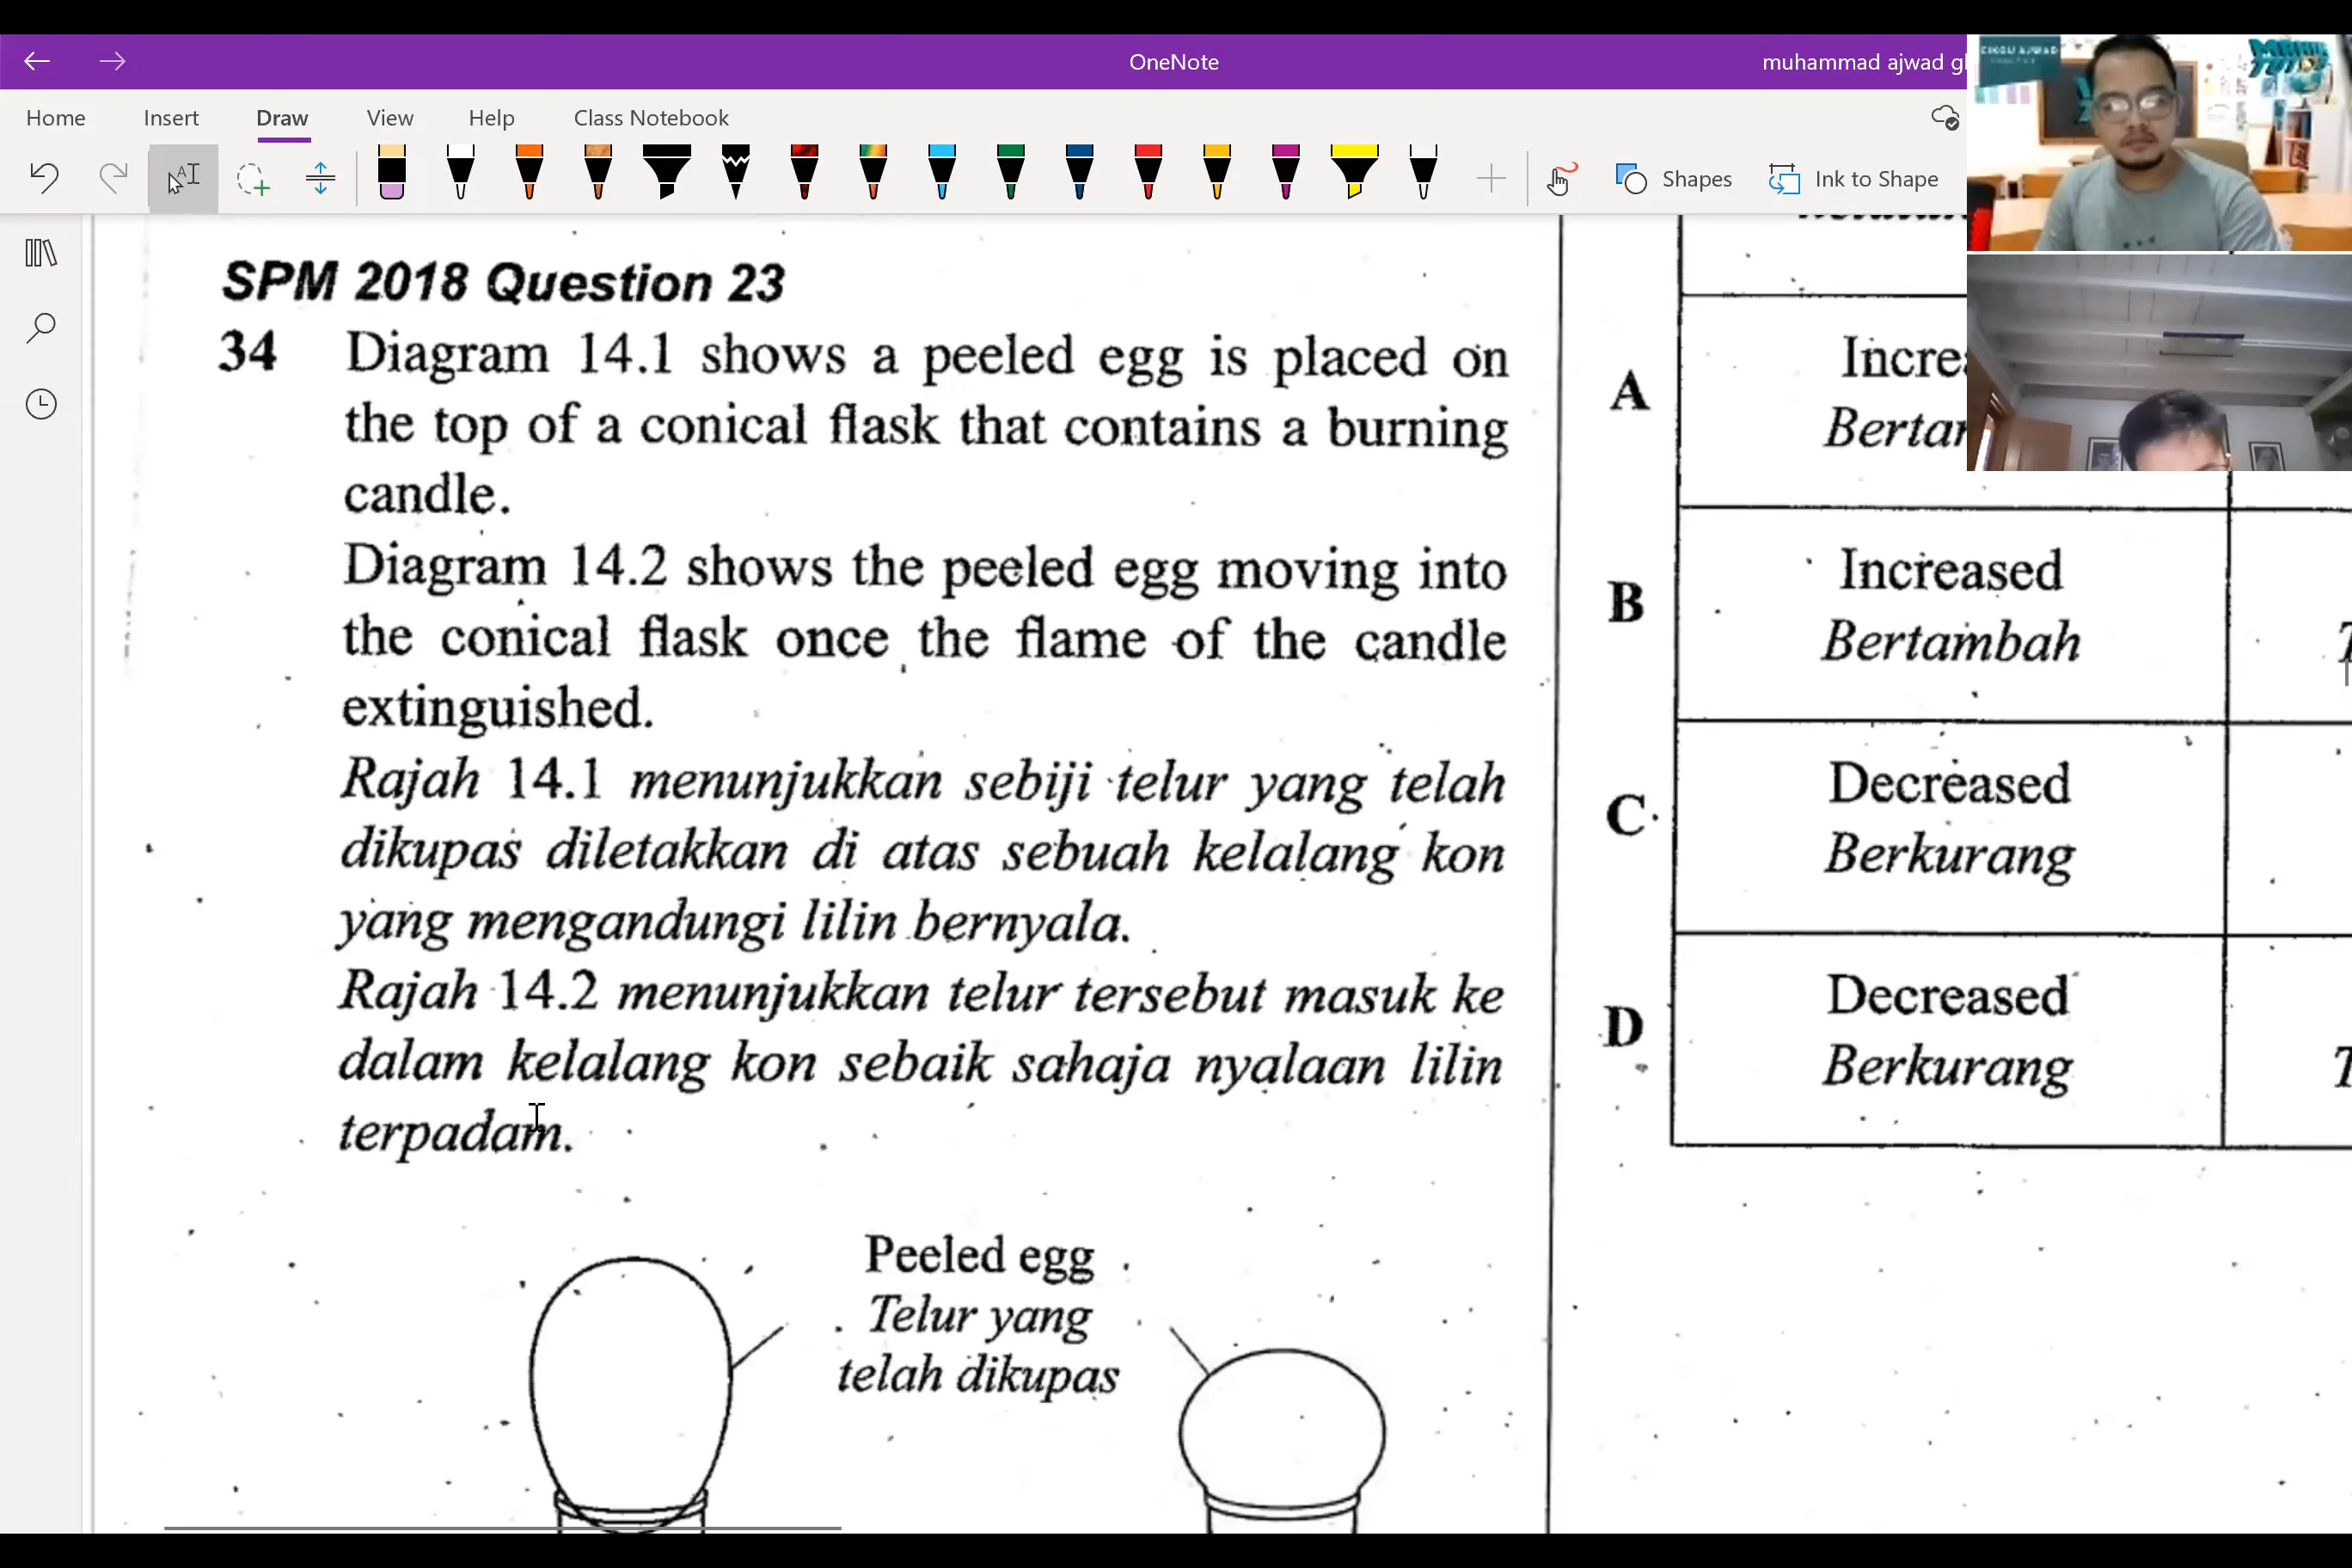 OneNote
muhammad ajwad
Home Insert Draw View Help Class Notebook
Shapes
Ink to Shape
SPM 2018 Question 23
34 Diagram 14.1 shows a peeled egg is placed on
the top of a conical flask that contains a burning
candle.
Diagram 14.2 shows the peeled egg moving into
the conical flask once the flame of the candle
extinguished.
Rajah 14.1 menunjukkan sebiji telur yang telah
dikupas diletakkan di atas sebuah kelalang kon
yang mengandungi lilin bernyala.
Rajah 14.2 menunjukkan telur tersebut masuk ke
dalam kelalang kon sebaik sahaja nyalaan lilin
terpadam.
Peeled egg
Telur yang
telah dikupas
A
Incre
Bertar
B
Increased
Bertambah
C
Decreased
Berkurang
D
Decreased
Berkurang